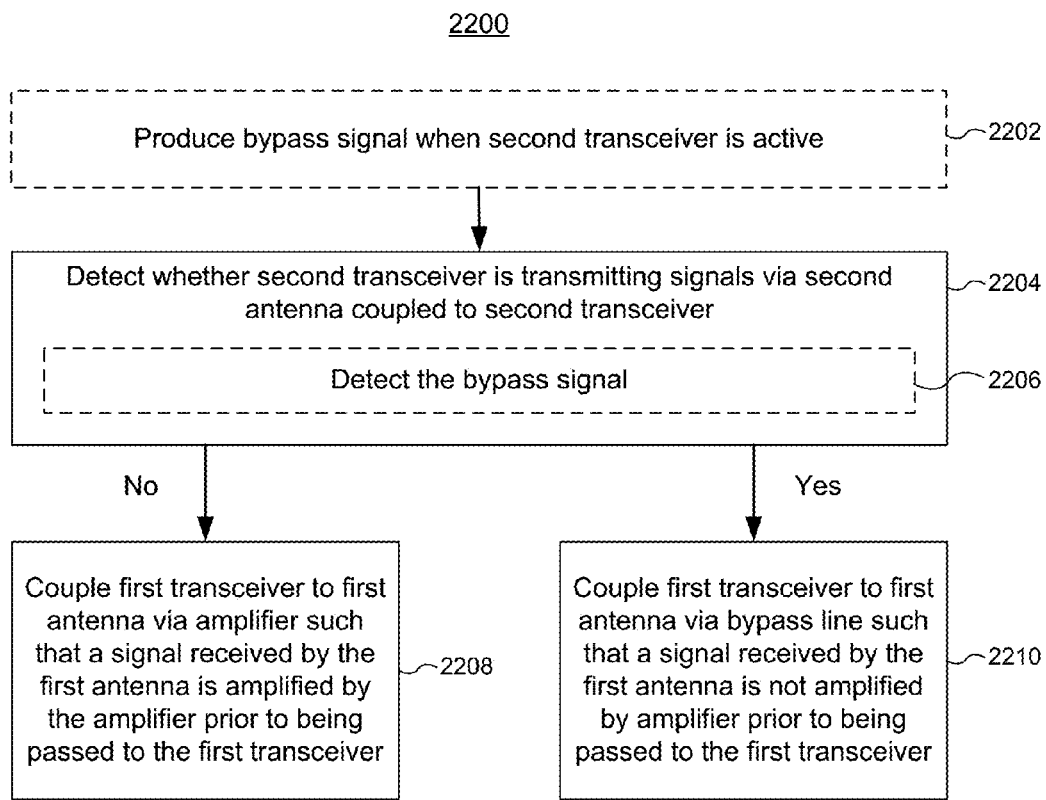 2200
Produce bypass signal when second transceiver is active
2202
Detect whether second transceiver is transmitting signals via second
antenna coupled to second transceiver
2204
Detect the bypass signal
2206
No
Yes
Couple first transceiver to first
antenna via amplifier such
that a signal received by the
first antenna is amplified by
the amplifier prior to being
passed to the first transceiver
2208
Couple first transceiver to first
antenna via bypass line such
that a signal received by the
first antenna is not amplified
by amplifier prior to being
passed to the first transceiver
2210